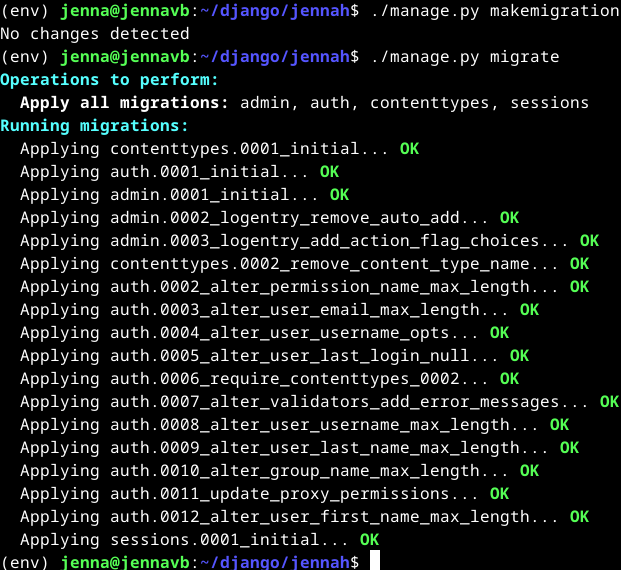 (env) jenna@jennavb:~/django/jennah$ ./manage.py makemigration
No changes detected
(env) jenna@jennavb:~/django/jennah$ ./manage.py migrate
Operations to perform:
  Apply all migrations: admin, auth, contenttypes, sessions
Running migrations:
  Applying contenttypes.0001_initial... OK
  Applying auth.0001_initial... OK
  Applying admin.0001_initial... OK
  Applying admin.0002_logentry_remove_auto_add... OK
  Applying admin.0003_logentry_add_action_flag_choices... OK
  Applying contenttypes.0002_remove_content_type_name... OK
  Applying auth.0002_alter_permission_name_max_length... OK
  Applying auth.0003_alter_user_email_max_length... OK
  Applying auth.0004_alter_user_username_opts... OK
  Applying auth.0005_alter_user_last_login_null... OK
  Applying auth.0006_require_contenttypes_0002... OK
  Applying auth.0007_alter_validators_add_error_messages... OK
  Applying auth.0008_alter_user_username_max_length... OK
  Applying auth.0009_alter_user_last_name_max_length... OK
  Applying auth.0010_alter_group_name_max_length... OK
  Applying auth.0011_update_proxy_permissions... OK
  Applying auth.0012_alter_user_first_name_max_length... OK
  Applying sessions.0001_initial... OK
(env) jenna@jennavb:~/django/jennah$